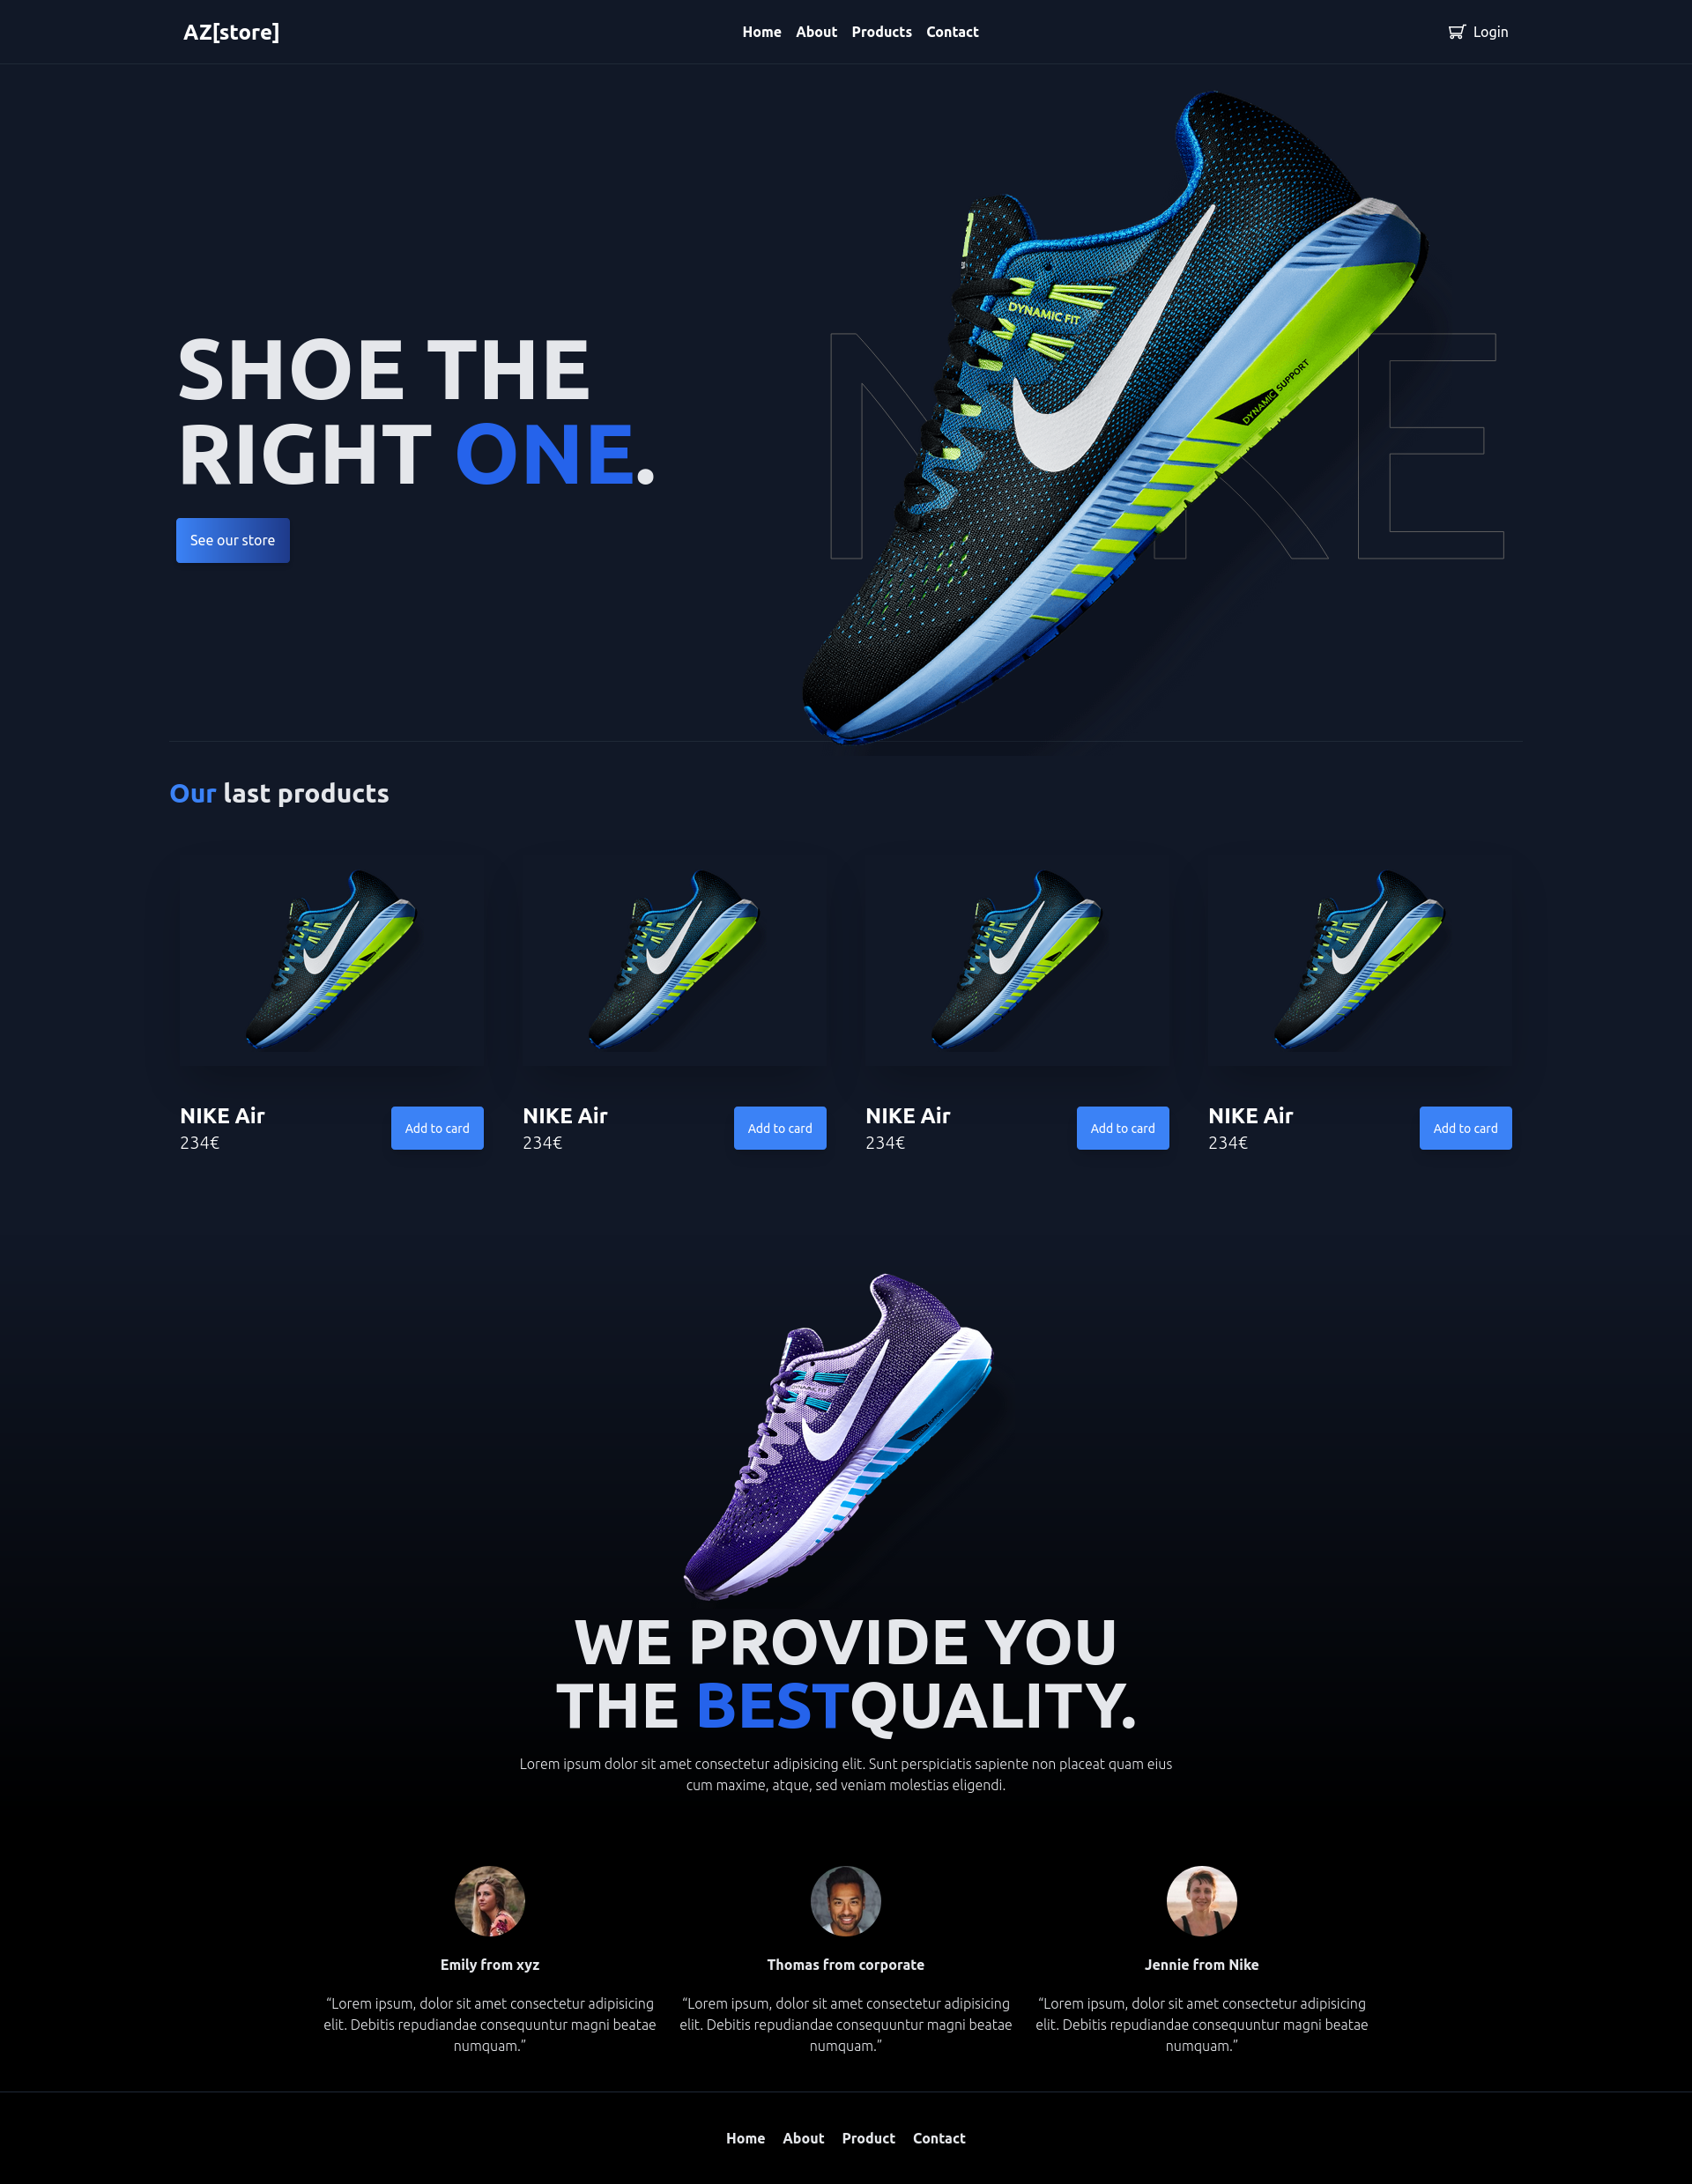 AZ[store]
Home About Products Contact
Login
DYNAMIC FIT
DYNAMIC SUPPORT
NIKE
SHOE THE
RIGHT ONE.
See our store
Our last products
NIKE Air
234€
Add to card
NIKE Air
234€
Add to card
NIKE Air
234€
Add to card
NIKE Air
234€
Add to card
DYNAMIC FIT
SUPPORT
WE PROVIDE YOU
THE BESTQUALITY.
Lorem ipsum dolor sit amet consectetur adipisicing elit. Sunt perspiciatis sapiente non placeat quam eius
cum maxime, atque, sed veniam molestias eligendi.
Emily from xyz
“Lorem ipsum, dolor sit amet consectetur adipisicing
elit. Debitis repudiandae consequuntur magni beatae
numquam.”
Thomas from corporate
“Lorem ipsum, dolor sit amet consectetur adipisicing
elit. Debitis repudiandae consequuntur magni beatae
numquam.”
Jennie from Nike
“Lorem ipsum, dolor sit amet consectetur adipisicing
elit. Debitis repudiandae consequuntur magni beatae
numquam.”
Home About Product Contact